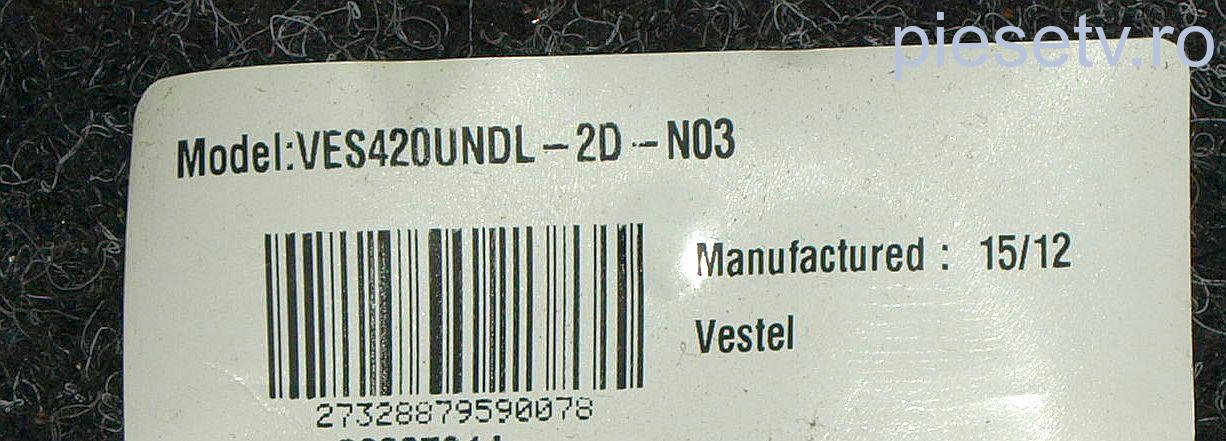 piesetv.ro
Model:VES420UNDL-2D--N03
Manufactured : 15/12
Vestel
27328879590078